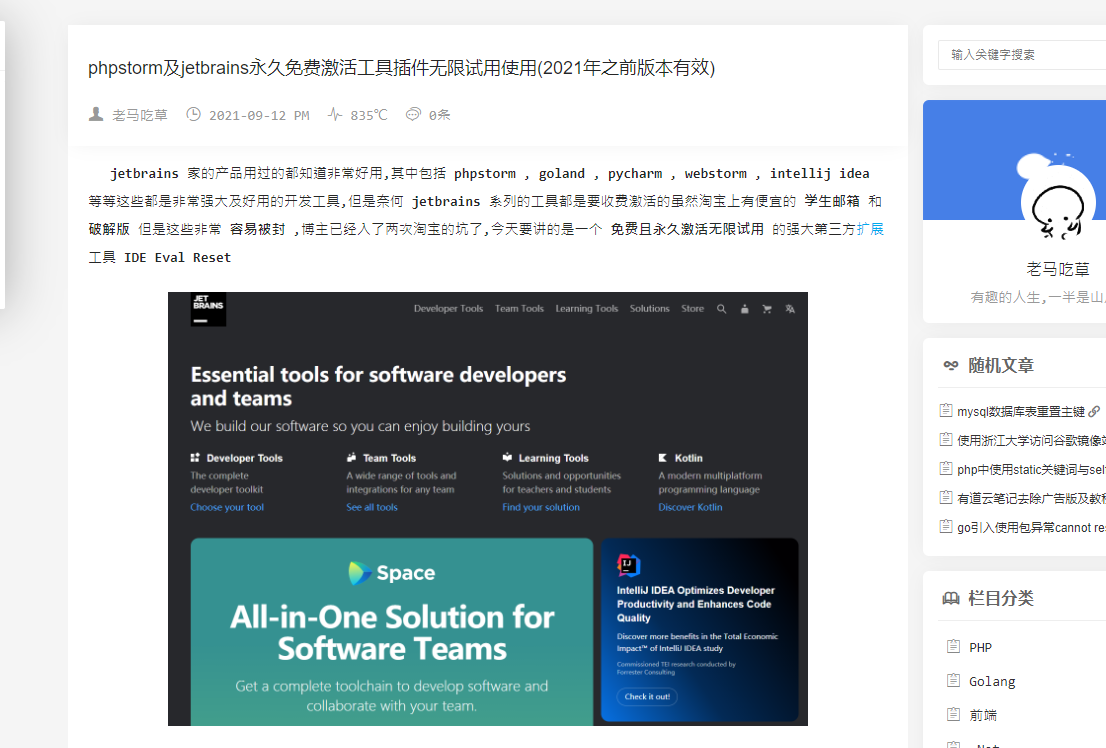 phpstorm及jetbrains永久免费激活工具插件无限试用使用(2021年之前版本有效)
老马吃草 2021-09-12 PM 835℃ 0条
jetbrains 家的产品用过的都知道非常好用,其中包括 phpstorm , goland , pycharm , webstorm , intellij idea
等等这些都是非常强大及好用的开发工具,但是奈何 jetbrains 系列的工具都是要收费激活的虽然淘宝上有便宜的 学生邮箱 和
破解版 但是这些非常 容易被封 ,博主已经入了两次淘宝的坑了,今天要讲的是一个 免费且永久激活无限试用 的强大第三方扩展
工具 IDE Eval Reset
JET
BRAINS
Developer Tools Team Tools Learning Tools Solutions Store
Essential tools for software developers
and teams
We build our software so you can enjoy building yours
Developer Tools
The complete
developer toolkit
Choose your tool
Team Tools
A wide range of tools and
integrations for any team
See all tools
Learning Tools
Solutions and opportunities
for teachers and students
Find your solution
Kotlin
A modern multiplatform
programming language
Discover Kotlin
Space
All-in-One Solution for
Software Teams
Get a complete toolchain to develop software and
collaborate with your team.
IJ
IntelliJ IDEA Optimizes Developer
Productivity and Enhances Code
Quality
Discover more benefits in the Total Economic
Impact™ of IntelliJ IDEA study
Commissioned TEI research conducted by
Forrester Consulting
Check it out!
输入关键字搜索
老马吃草
有趣的人生,一半是山
随机文章
mysql数据库表重置主键
使用浙江大学访问谷歌镜像站
php中使用static关键词与self
有道云笔记去除广告版及教程
go引入使用包异常cannot re
栏目分类
PHP
Golang
前端
.Net